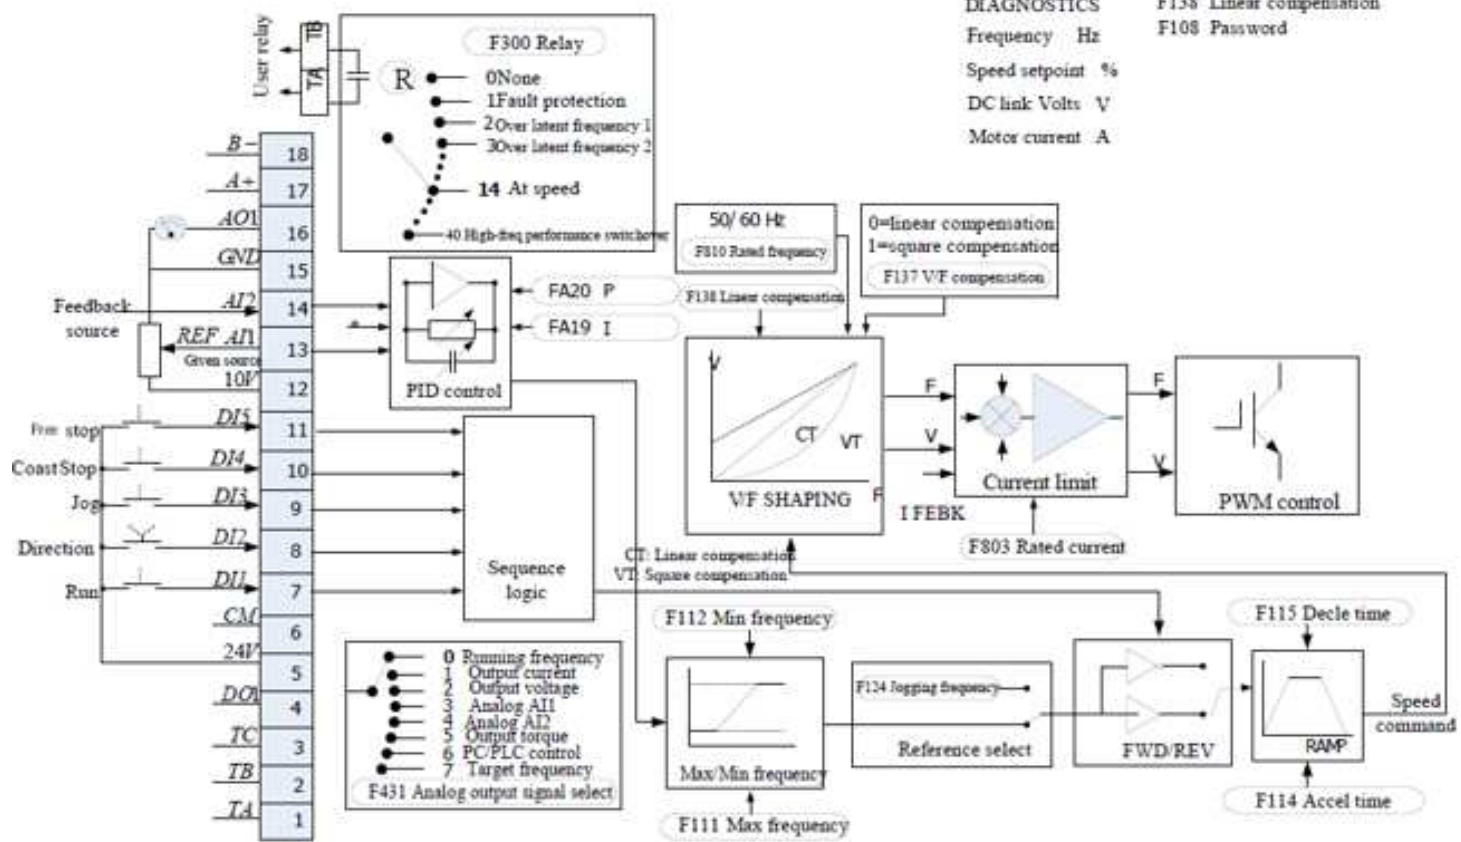 DIAGNOSTICS
F138 Linear compensation
Frequency Hz
F108 Password
Speed setpoint %
DC link Volts V
Motor current A
User relay
TB
TA
F300 Relay
R
0None
1Fault protection
2Over latent frequency 1
3Over latent frequency 2
14 At speed
40 High-freq performance switchover
B-
18
A+
17
AO1
16
GND
15
Feedback source
AI2
14
REF AI1
Given source
13
10V
12
Free stop
DI5
11
CoastStop
DI4
10
Jog
DI3
9
Direction
DI2
8
Run
DI1
7
CM
6
24V
5
DO1
4
TC
3
TB
2
TA
1
FA20 P
FA19 I
PID control
50/60 Hz
F810 Rated frequency
0=linear compensation
1=square compensation
F137 V/F compensation
F138 Linear compensation
V
CT
VT
F
V/F SHAPING
F
V
I FEBK
Current limit
F803 Rated current
F
V
PWM control
CT: Linear compensation
VT: Square compensation
Sequence
logic
0 Running frequency
1 Output current
2 Output voltage
3 Analog AI1
4 Analog AI2
5 Output torque
6 PC/PLC control
7 Target frequency
F431 Analog output signal select
F112 Min frequency
Max/Min frequency
F111 Max frequency
F124 Jogging frequency
Reference select
FWD/REV
F115 Decle time
RAMP
F114 Accel time
Speed
command